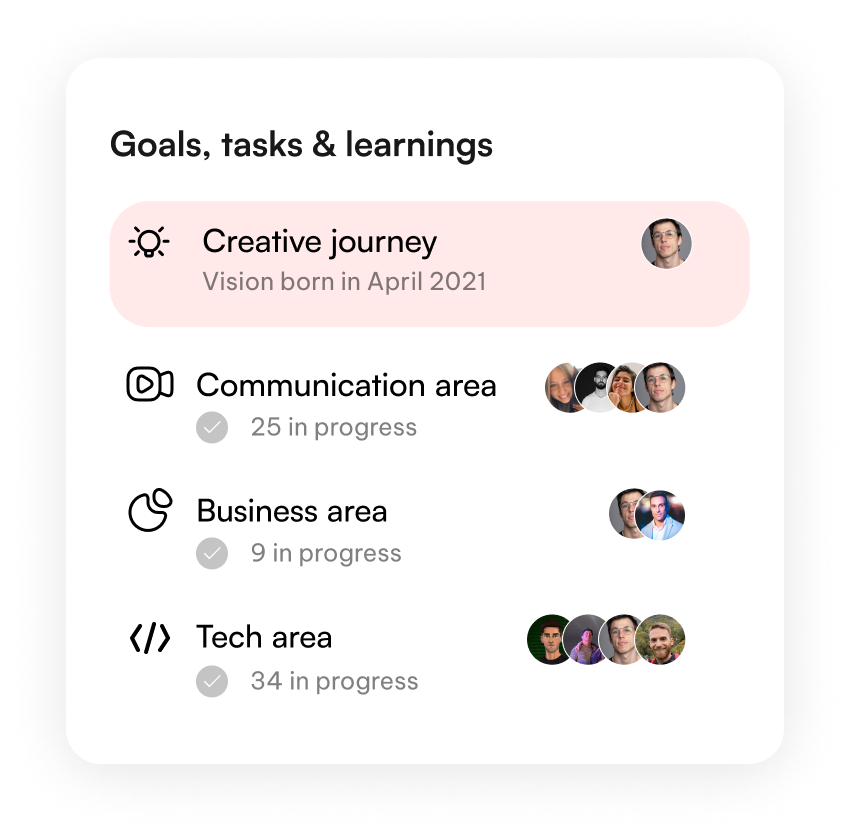 Goals, tasks & learnings
Creative journey
Vision born in April 2021
Communication area
25 in progress
Business area
9 in progress
Tech area
34 in progress